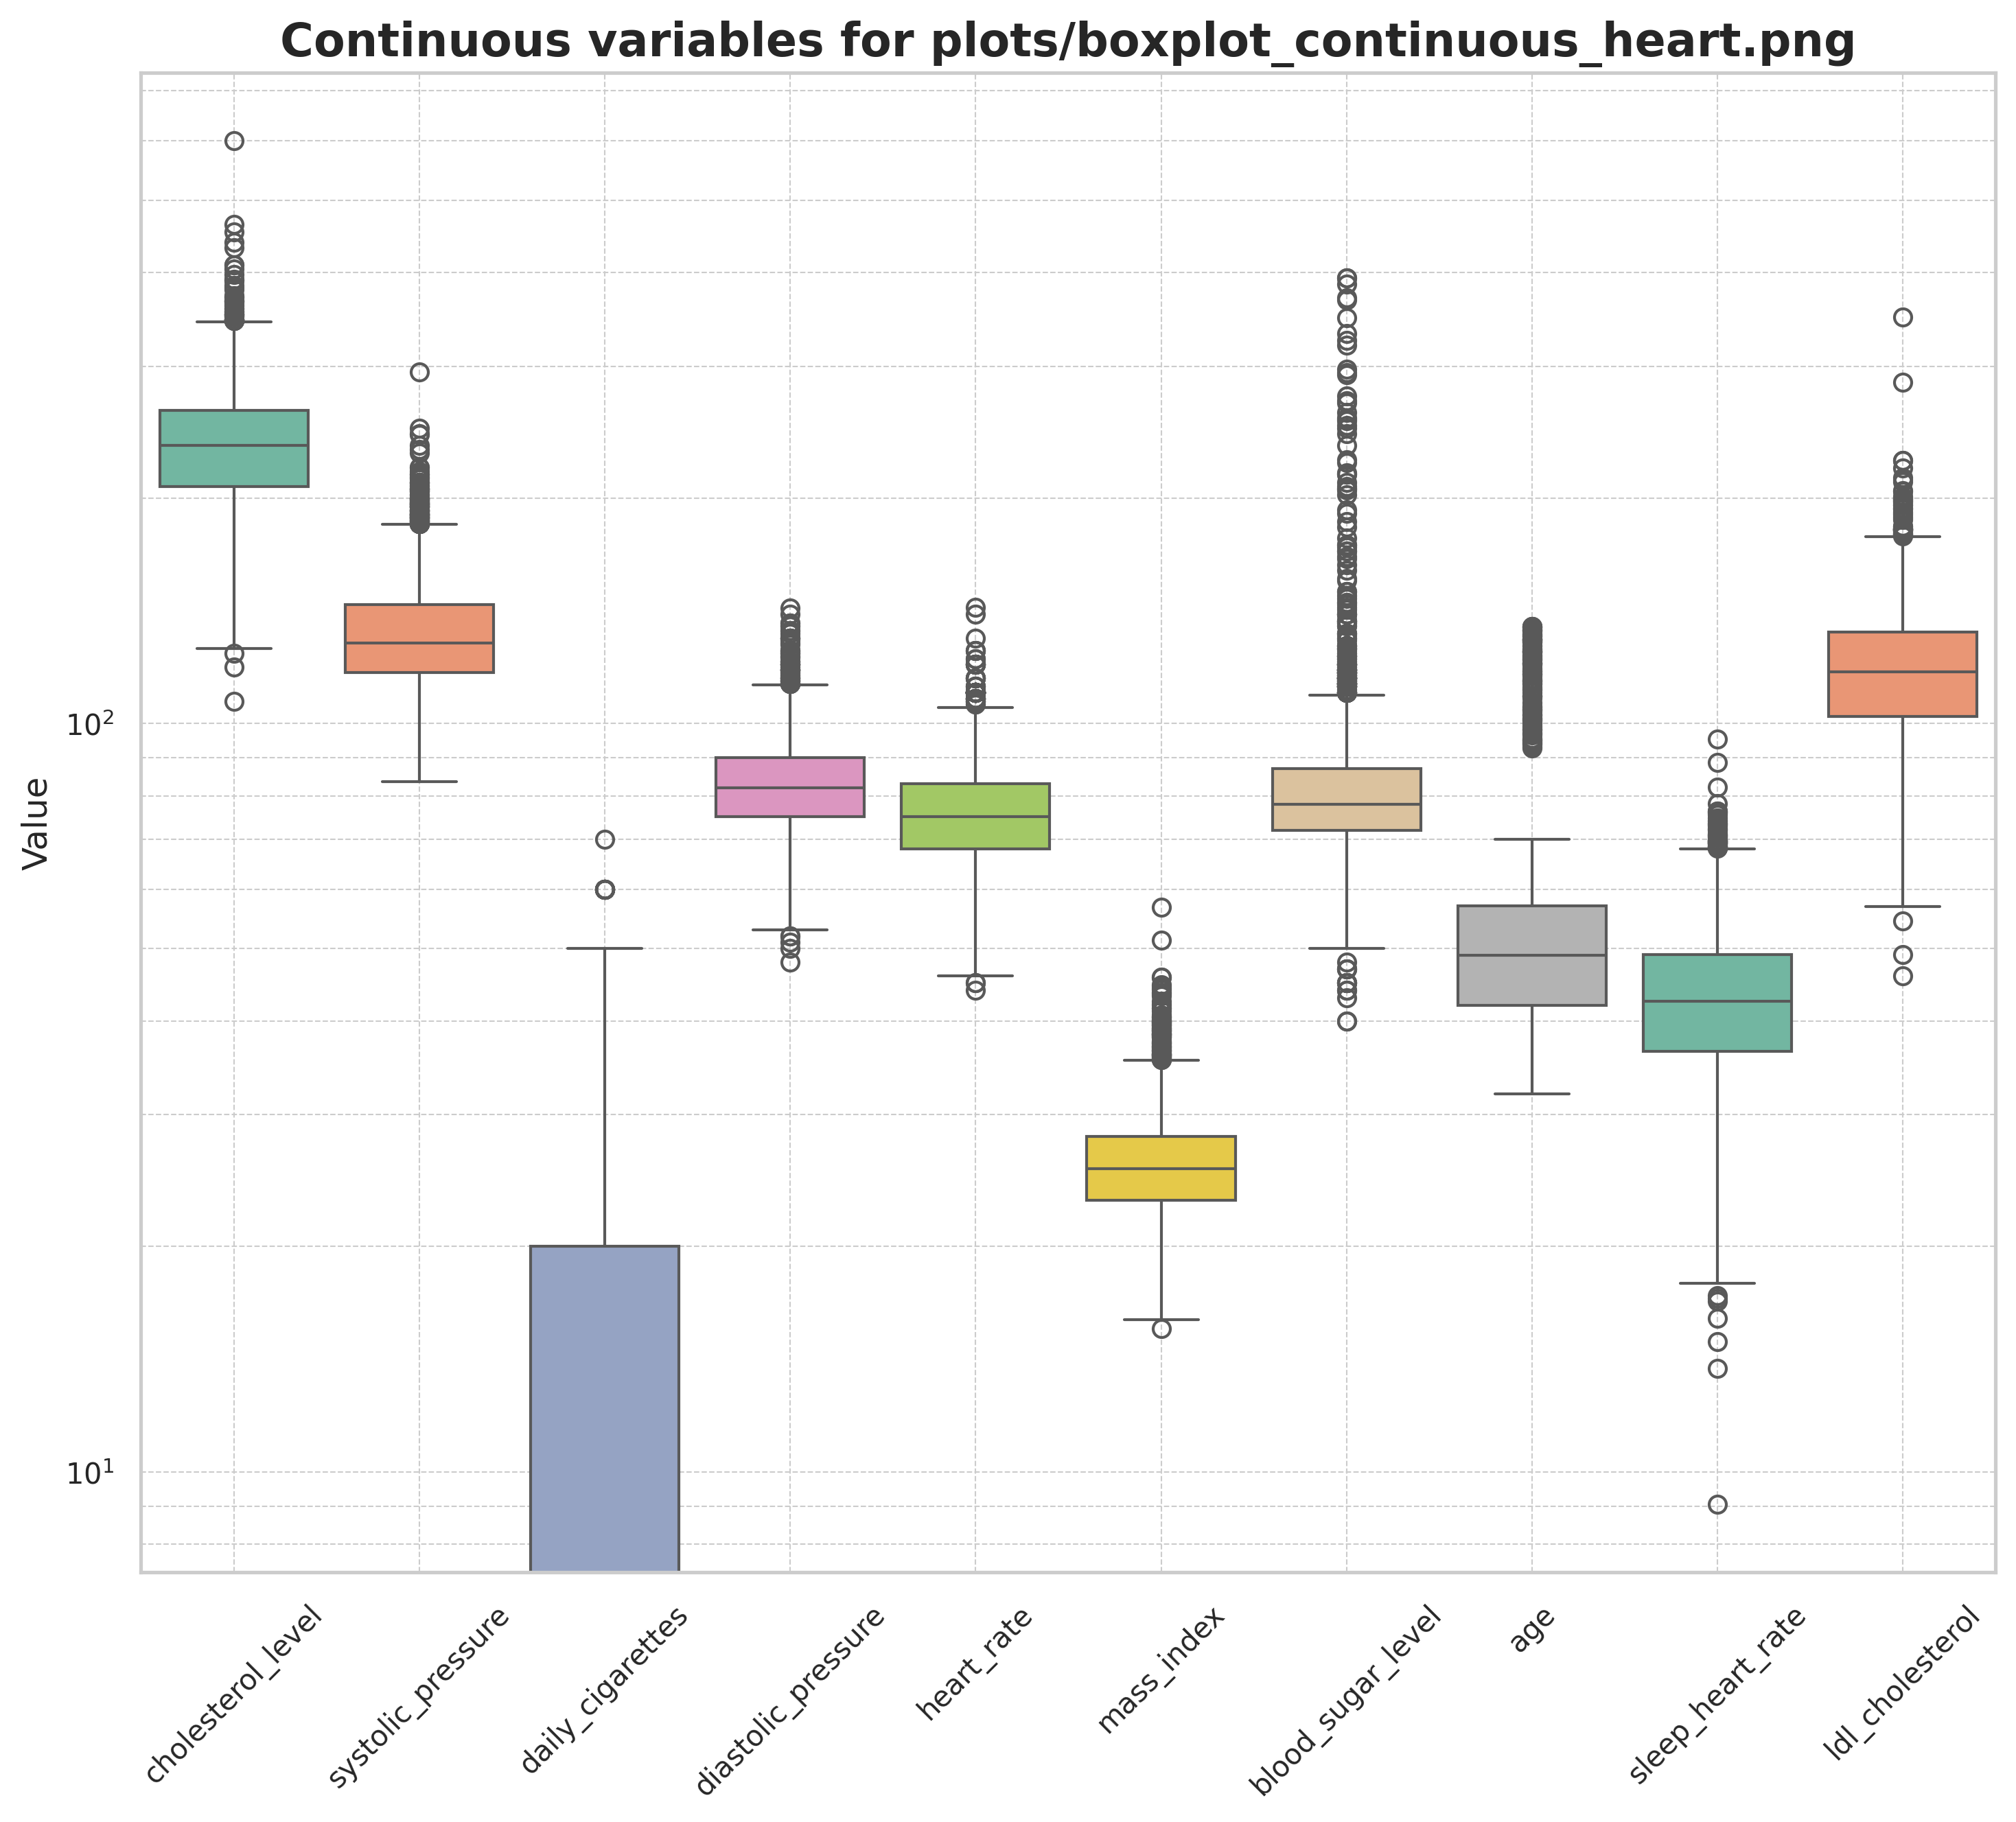 Continuous variables for plots/boxplot_continuous_heart.png
Value
10²
10¹
cholesterol_level
systolic_pressure
daily_cigarettes
diastolic_pressure
heart_rate
mass_index
blood_sugar_level
age
sleep_heart_rate
ldl_cholesterol